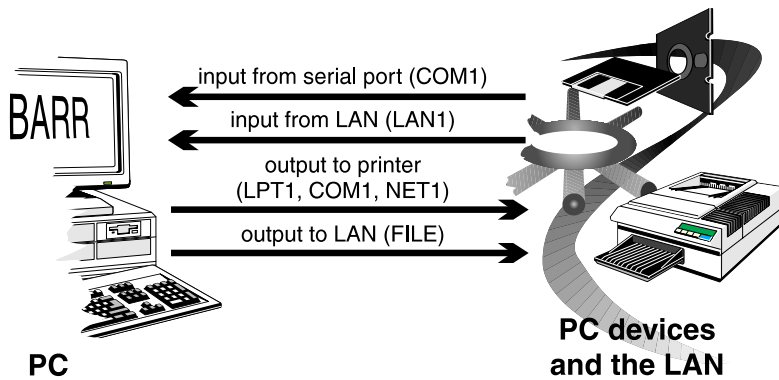 BARR
input from serial port (COM1)
input from LAN (LAN1)
output to printer
(LPT1, COM1, NET1)
output to LAN (FILE)
PC
PC devices
and the LAN